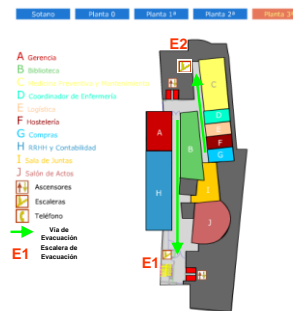 Sotano
Planta 0
Planta 1ª
Planta 2ª
Planta 3ª
E2
A Gerencia
B Biblioteca
C
D Coordinador de Enfermería
E Logística
F Hostelería
G Compras
H RRHH y Contabilidad
I Sala de Juntas
J Salón de Actos
Ascensores
Escaleras
Teléfono
Vía de
Evacuación
E1 Escalera de
Evacuación
A
B
C
D
E
F
G
H
I
J
E1